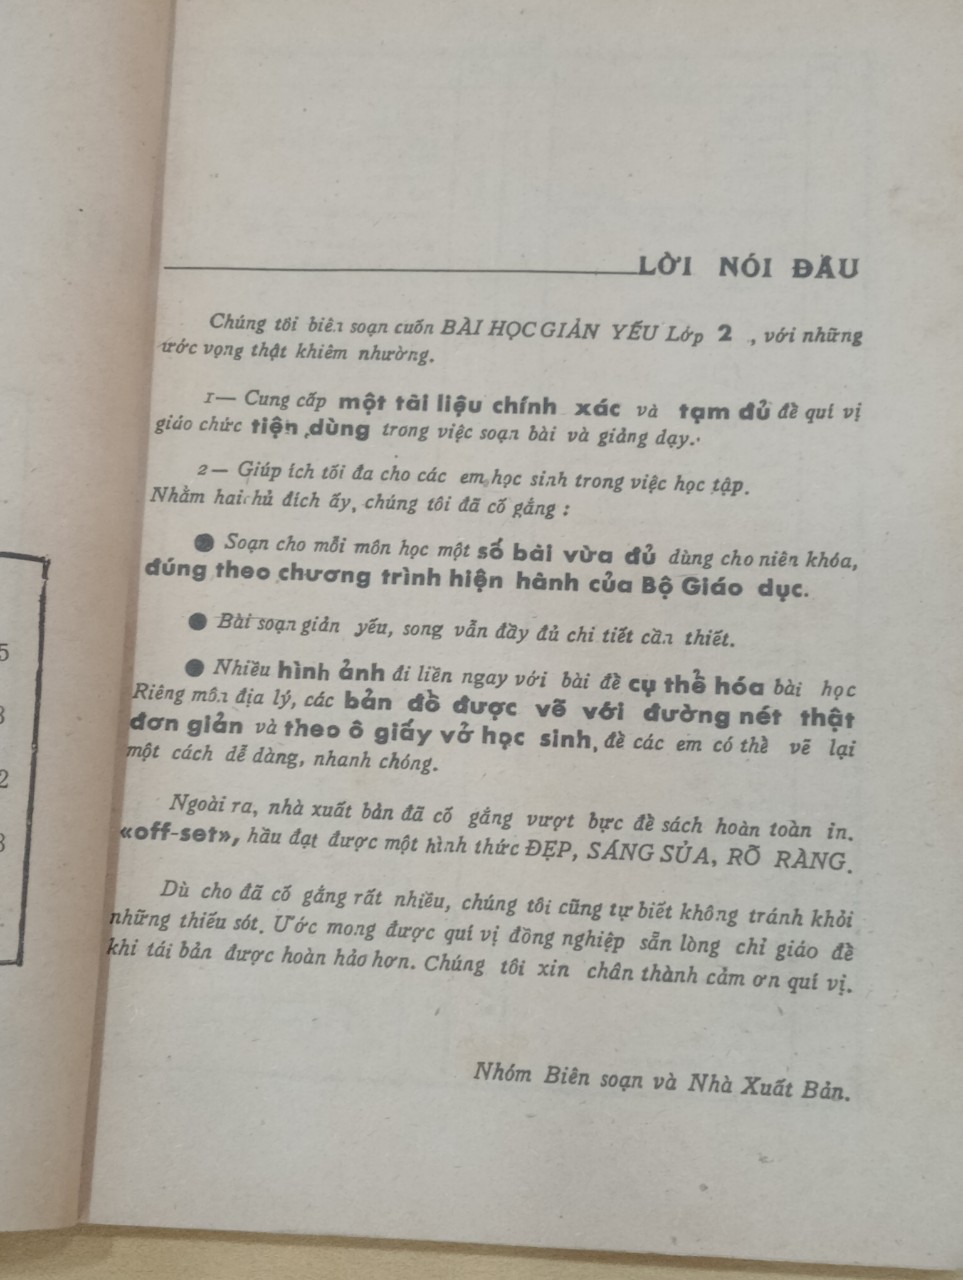 LỜI NÓI ĐẦU
Chúng tôi biên soạn cuốn BÀI HỌC GIẢN YẾU Lớp 2 , với những
ước vọng thật khiêm nhường.
1— Cung cấp một tài liệu chính xác và tạm đủ để quí vị
giáo chức tiện dùng trong việc soạn bài và giảng dạy.
2— Giúp ích tối đa cho các em học sinh trong việc học tập.
Nhằm hai chủ đích ấy, chúng tôi đã cố gắng :
● Soạn cho mỗi môn học một số bài vừa đủ dùng cho niên khóa,
đúng theo chương trình hiện hành của Bộ Giáo dục.
● Bài soạn giản yếu, song vẫn đầy đủ chi tiết cần thiết.
● Nhiều hình ảnh đi liền ngay với bài để cụ thể hóa bài học
Riêng môn địa lý, các bản đồ được vẽ với đường nét thật
đơn giản và theo ô giấy vở học sinh, để các em có thể vẽ lại
một cách dễ dàng, nhanh chóng.
Ngoài ra, nhà xuất bản đã cố gắng vượt bực để sách hoàn toàn in.
«off-set», hầu đạt được một hình thức ĐẸP, SÁNG SỦA, RÕ RÀNG.
Dù cho đã cố gắng rất nhiều, chúng tôi cũng tự biết không tránh khỏi
những thiếu sót. Ước mong được quí vị đồng nghiệp sẵn lòng chỉ giáo để
khi tái bản được hoàn hảo hơn. Chúng tôi xin chân thành cảm ơn quí vị.
Nhóm Biên soạn và Nhà Xuất Bản.